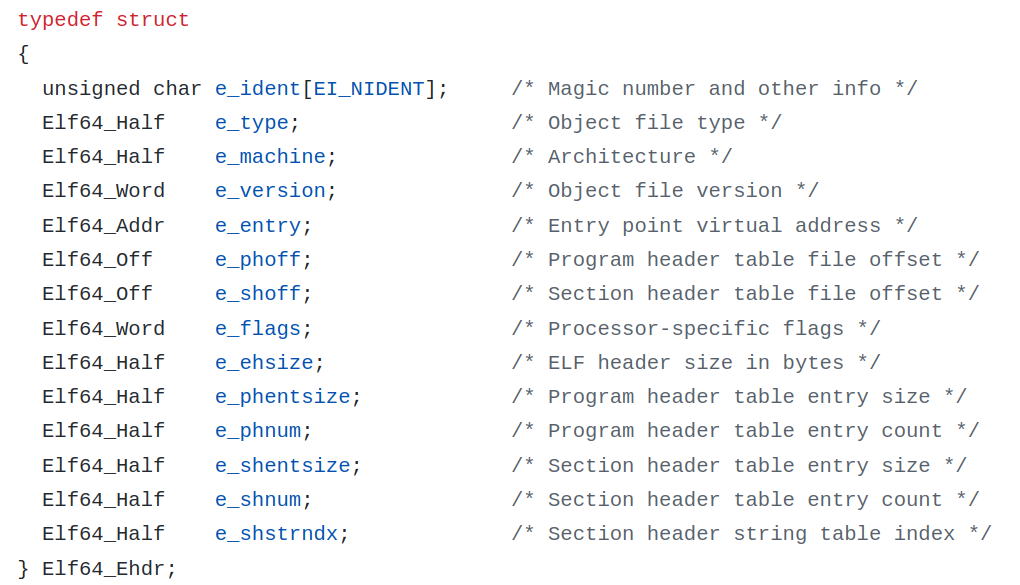 typedef struct
{
  unsigned char e_ident[EI_NIDENT];     /* Magic number and other info */
  Elf64_Half    e_type;                 /* Object file type */
  Elf64_Half    e_machine;              /* Architecture */
  Elf64_Word    e_version;              /* Object file version */
  Elf64_Addr    e_entry;                /* Entry point virtual address */
  Elf64_Off     e_phoff;                /* Program header table file offset */
  Elf64_Off     e_shoff;                /* Section header table file offset */
  Elf64_Word    e_flags;                /* Processor-specific flags */
  Elf64_Half    e_ehsize;               /* ELF header size in bytes */
  Elf64_Half    e_phentsize;            /* Program header table entry size */
  Elf64_Half    e_phnum;                /* Program header table entry count */
  Elf64_Half    e_shentsize;            /* Section header table entry size */
  Elf64_Half    e_shnum;                /* Section header table entry count */
  Elf64_Half    e_shstrndx;             /* Section header string table index */
} Elf64_Ehdr;